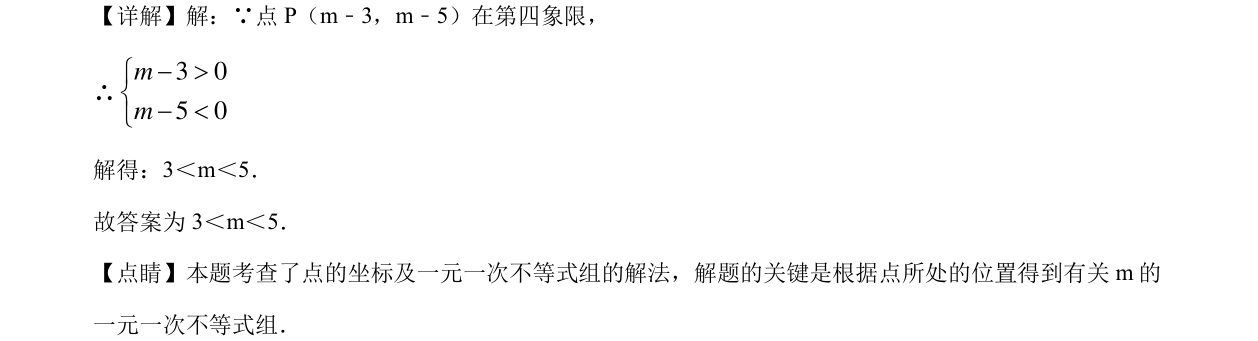 【详解】解：∵点 P（m﹣3，m﹣5）在第四象限，
∴ { m－3＞0
m－5＜0
解得：3＜m＜5．
故答案为 3＜m＜5．
【点睛】本题考查了点的坐标及一元一次不等式组的解法，解题的关键是根据点所处的位置得到有关 m 的
一元一次不等式组．